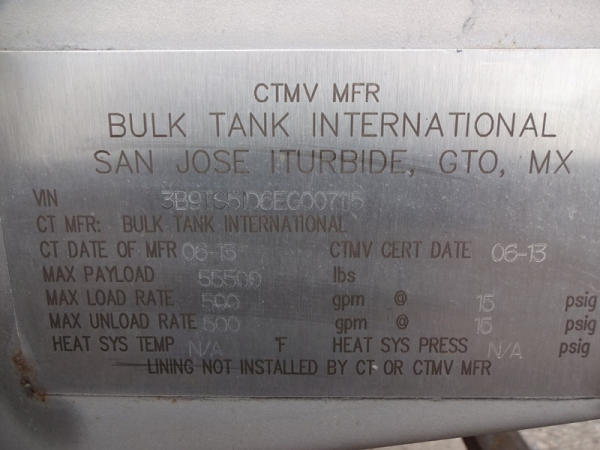 CTMV MFR
BULK TANK INTERNATIONAL
SAN JOSE ITURBIDE, GTO, MX
VIN
CT MFR: BULK TANK INTERNATIONAL
CT DATE OF MFR 06-13 CTMV CERT DATE 06-13
MAX PAYLOAD 55500 lbs
MAX LOAD RATE 500 gpm @ 15 psig
MAX UNLOAD RATE 500 gpm @ 15 psig
HEAT SYS TEMP N/A °F HEAT SYS PRESS N/A psig
LINING NOT INSTALLED BY CT OR CTMV MFR